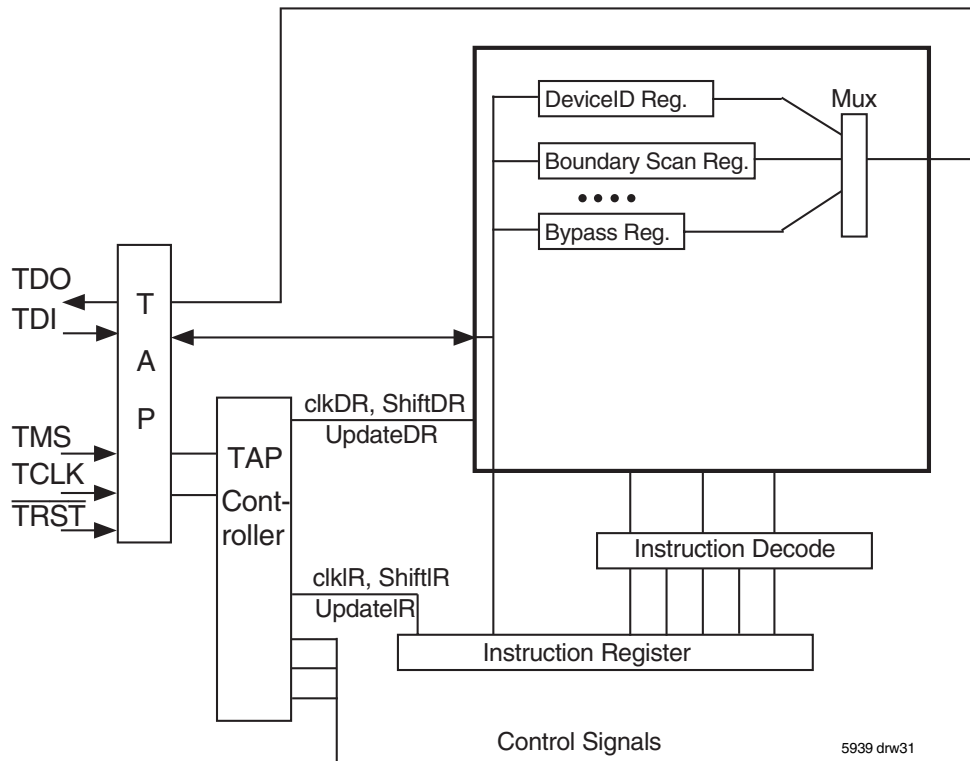 DeviceID Reg.
Mux
Boundary Scan Reg.
Bypass Reg.
TDO
TDI
T
A
P
TMS
TCLK
TRST
clkDR, ShiftDR
UpdateDR
TAP
Cont-
roller
Instruction Decode
clkIR, ShiftIR
UpdateIR
Instruction Register
Control Signals
5939 drw31